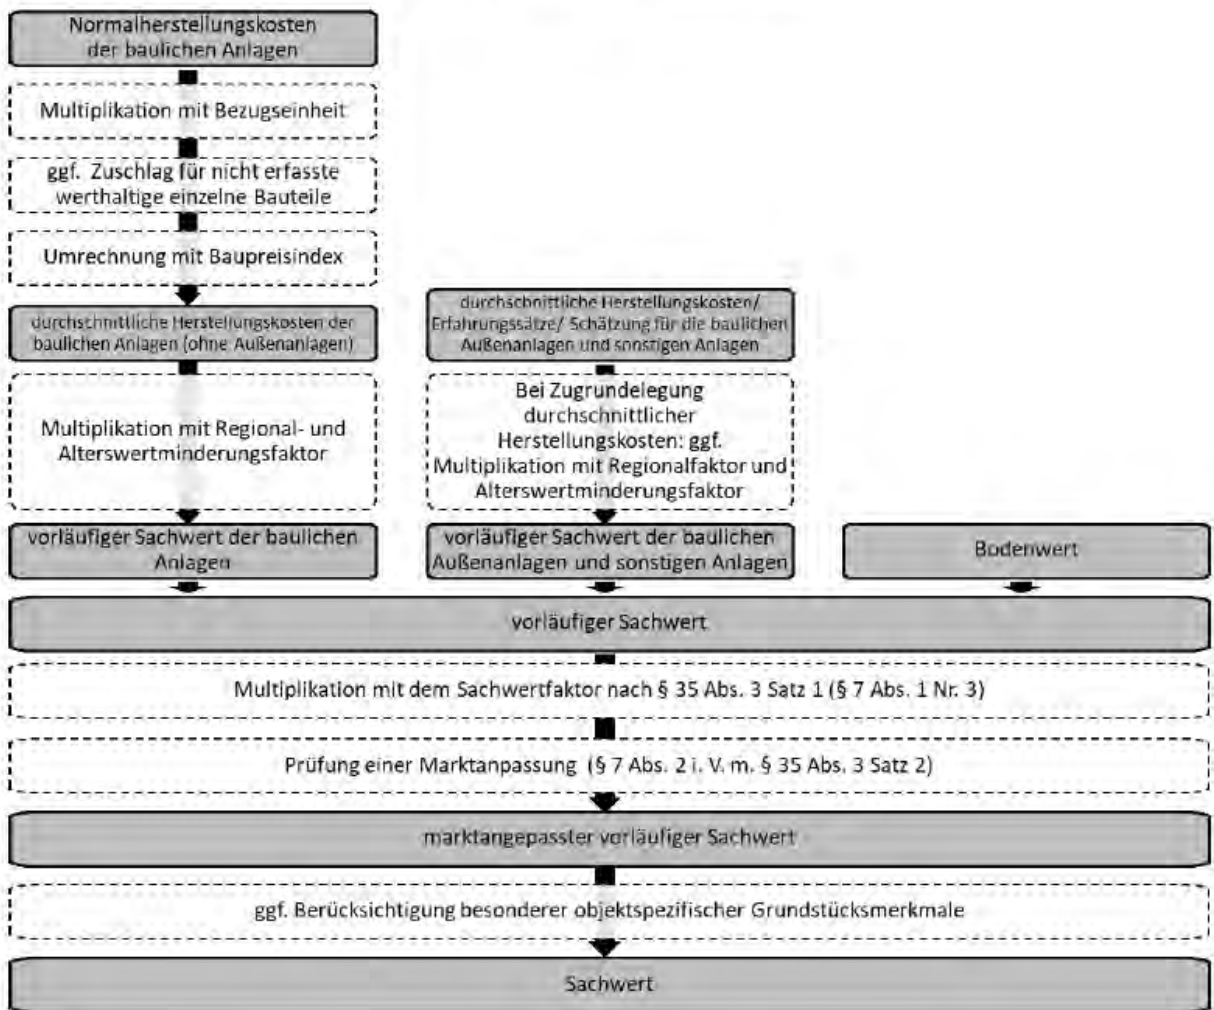 Normalherstellungskosten
der baulichen Anlagen
Multiplikation mit Bezugseinheit
ggf. Zuschlag für nicht erfasste
werthaltige einzelne Bauteile
Umrechnung mit Baupreisindex
durchschnittliche Herstellungskosten der
baulichen Anlagen (ohne Außenanlagen)
Multiplikation mit Regional- und
Alterswertminderungsfaktor
vorläufiger Sachwert der baulichen
Anlagen
durchschnittliche Herstellungskosten/
Erfahrungssätze/ Schätzung für die baulichen
Außenanlagen und sonstigen Anlagen
Bei Zugrundelegung
durchschnittlicher
Herstellungskosten: ggf.
Multiplikation mit Regionalfaktor und
Alterswertminderungsfaktor
vorläufiger Sachwert der baulichen
Außenanlagen und sonstigen Anlagen
Bodenwert
vorläufiger Sachwert
Multiplikation mit dem Sachwertfaktor nach § 35 Abs. 3 Satz 1 (§ 7 Abs. 1 Nr. 3)
Prüfung einer Marktanpassung (§ 7 Abs. 2 i. V. m. § 35 Abs. 3 Satz 2)
marktangepasster vorläufiger Sachwert
ggf. Berücksichtigung besonderer objektspezifischer Grundstücksmerkmale
Sachwert